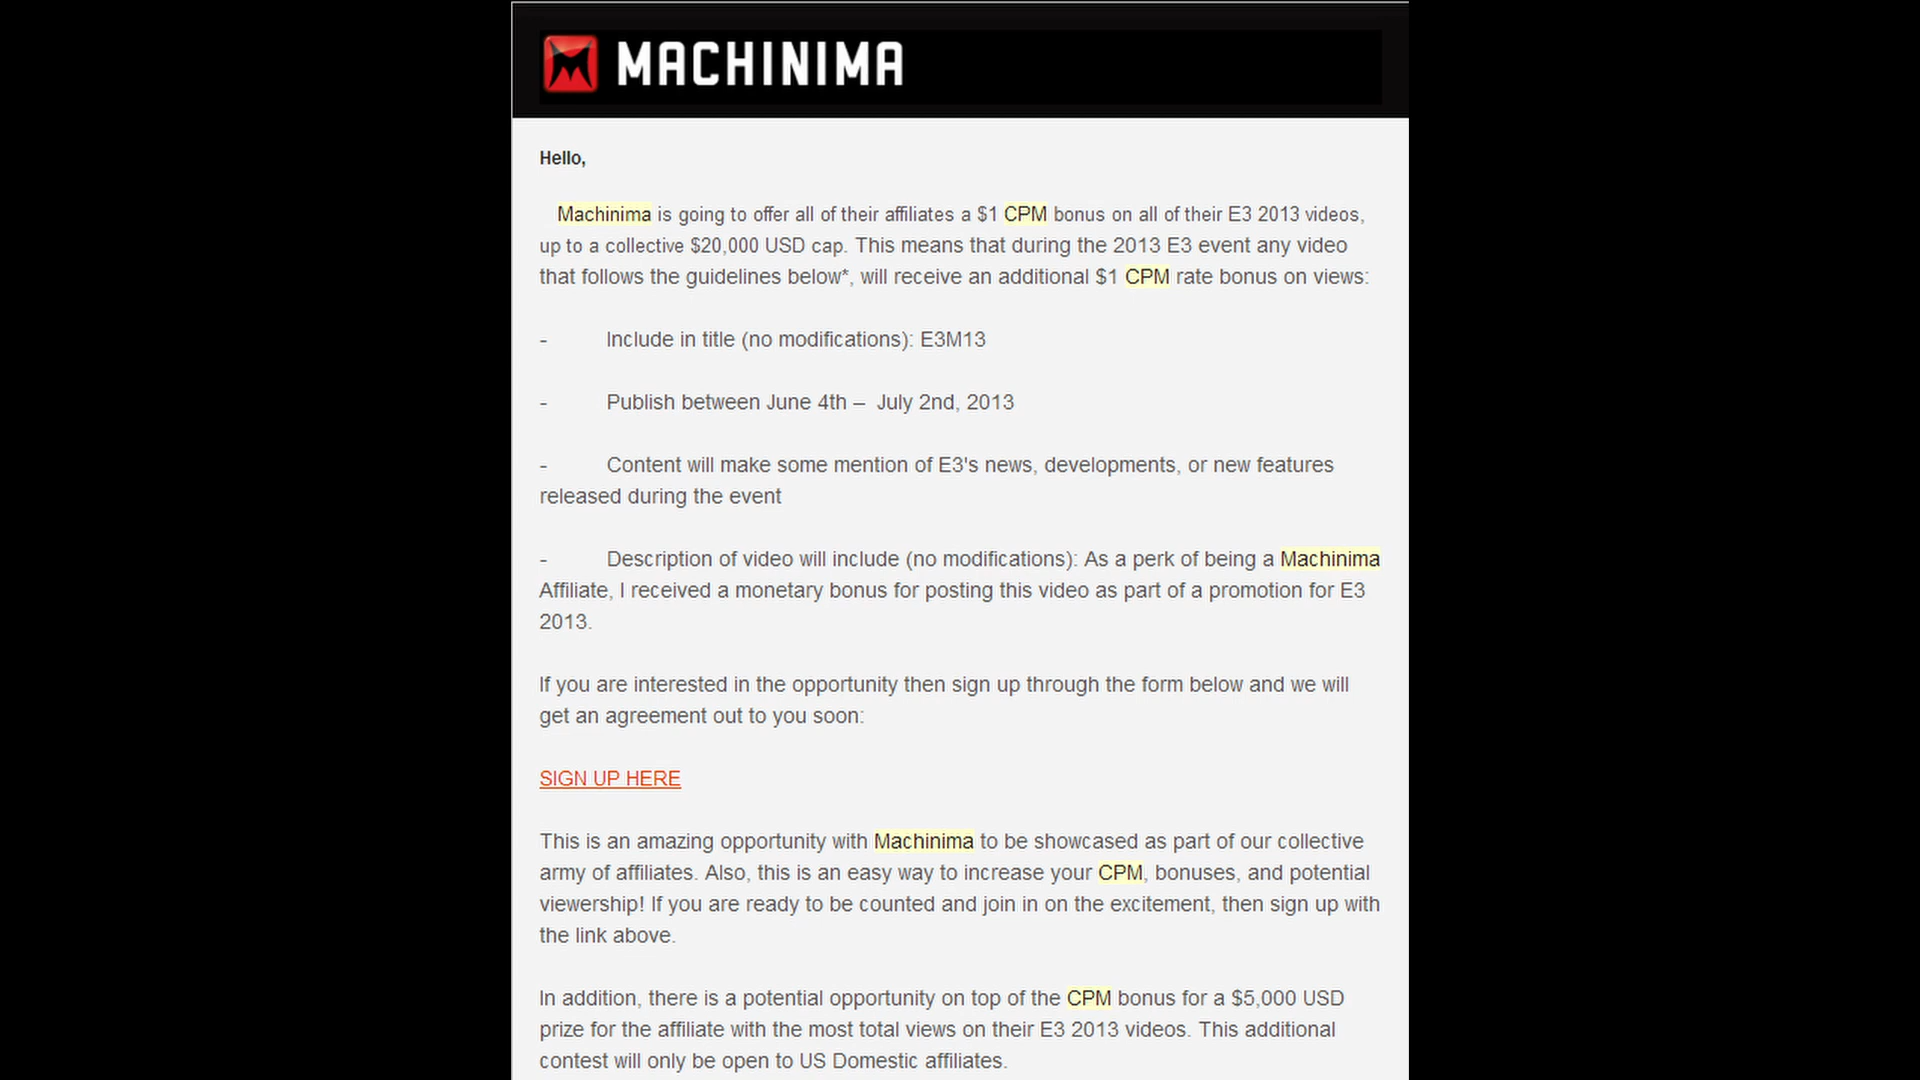 MACHINIMA
Hello,
Machinima is going to offer all of their affiliates a $1 CPM bonus on all of their E3 2013 videos,
up to a collective $20,000 USD cap. This means that during the 2013 E3 event any video
that follows the guidelines below*, will receive an additional $1 CPM rate bonus on views:
- Include in title (no modifications): E3M13
- Publish between June 4th – July 2nd, 2013
- Content will make some mention of E3's news, developments, or new features
released during the event
- Description of video will include (no modifications): As a perk of being a Machinima
Affiliate, I received a monetary bonus for posting this video as part of a promotion for E3
2013.
If you are interested in the opportunity then sign up through the form below and we will
get an agreement out to you soon:
SIGN UP HERE
This is an amazing opportunity with Machinima to be showcased as part of our collective
army of affiliates. Also, this is an easy way to increase your CPM, bonuses, and potential
viewership! If you are ready to be counted and join in on the excitement, then sign up with
the link above.
In addition, there is a potential opportunity on top of the CPM bonus for a $5,000 USD
prize for the affiliate with the most total views on their E3 2013 videos. This additional
contest will only be open to US Domestic affiliates.